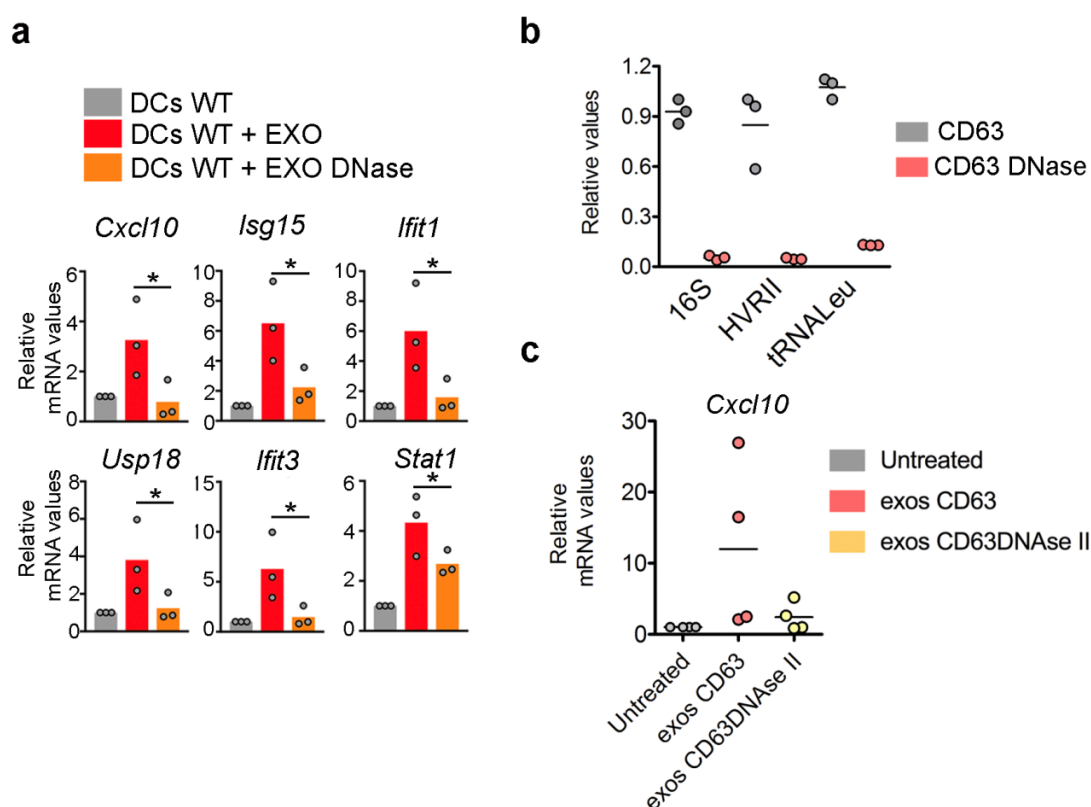 a
DCs WT
DCs WT + EXO
DCs WT + EXO DNase
Cxcl10
Isg15
Ifit1
Relative
mRNA values
6
4
2
0
*
10
8
6
4
2
0
*
10
8
6
4
2
0
*
Usp18
Ifit3
Stat1
Relative
mRNA values
8
6
4
2
0
*
15
10
5
0
*
6
4
2
0
*
b
Relative values
1.2
0.9
0.6
0.3
0.0
16S
HVRII
tRNALeu
CD63
CD63 DNase
c
Cxcl10
Relative
mRNA values
30
20
10
0
Untreated
exos CD63
exos CD63DNAse II
Untreated
exos CD63
exos CD63DNAse II